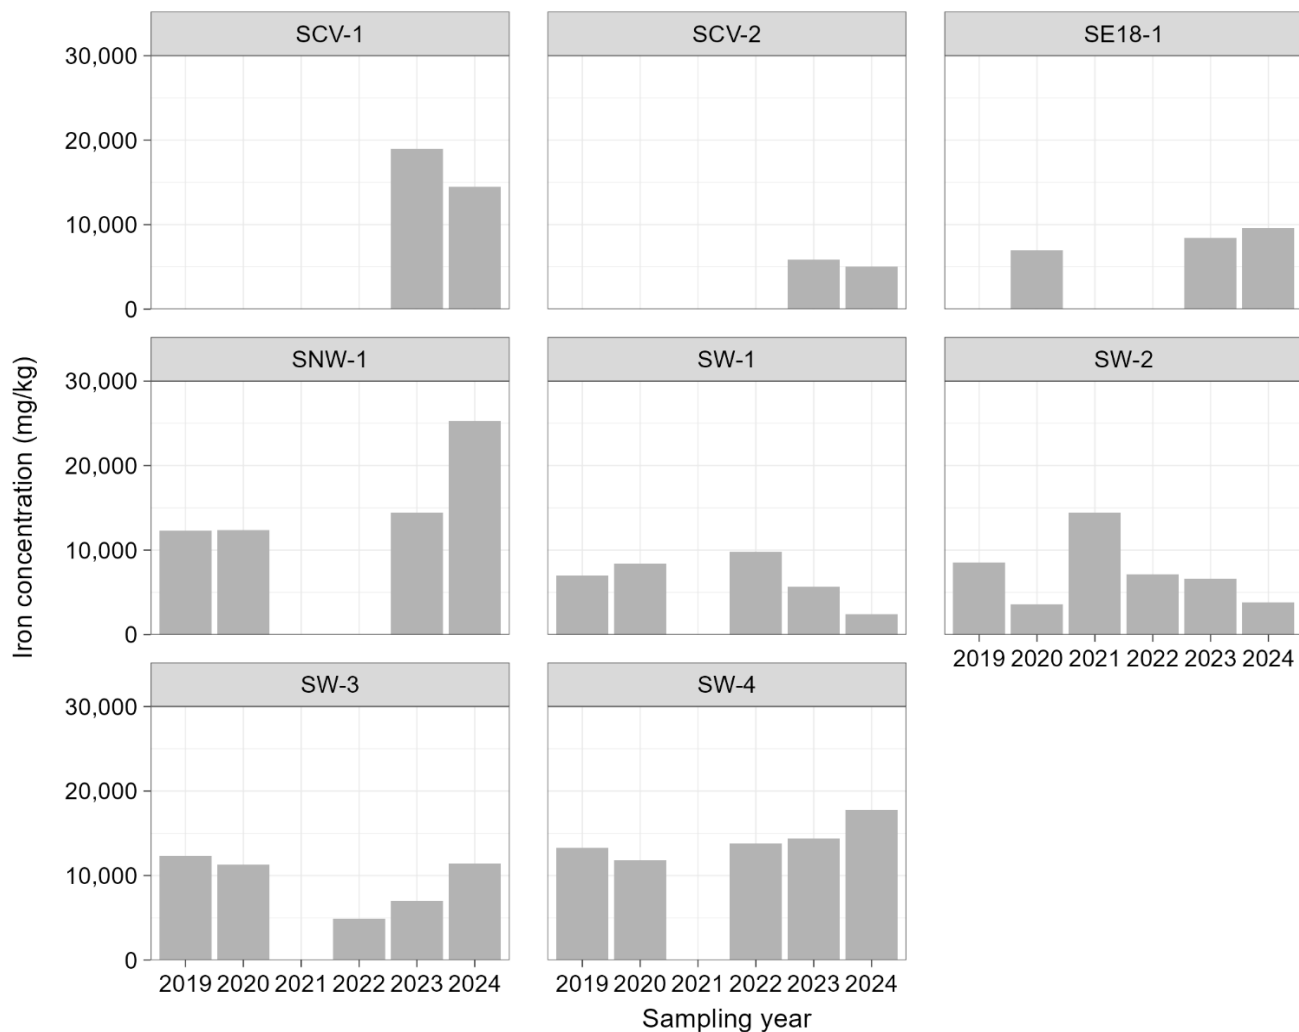 SCV-1 SCV-2 SE18-1
30,000
20,000
10,000
0
SNW-1 SW-1 SW-2
30,000
20,000
10,000
0
2019 2020 2021 2022 2023 2024
SW-3 SW-4
30,000
20,000
10,000
0
2019 2020 2021 2022 2023 2024 2019 2020 2021 2022 2023 2024
Iron concentration (mg/kg)
Sampling year